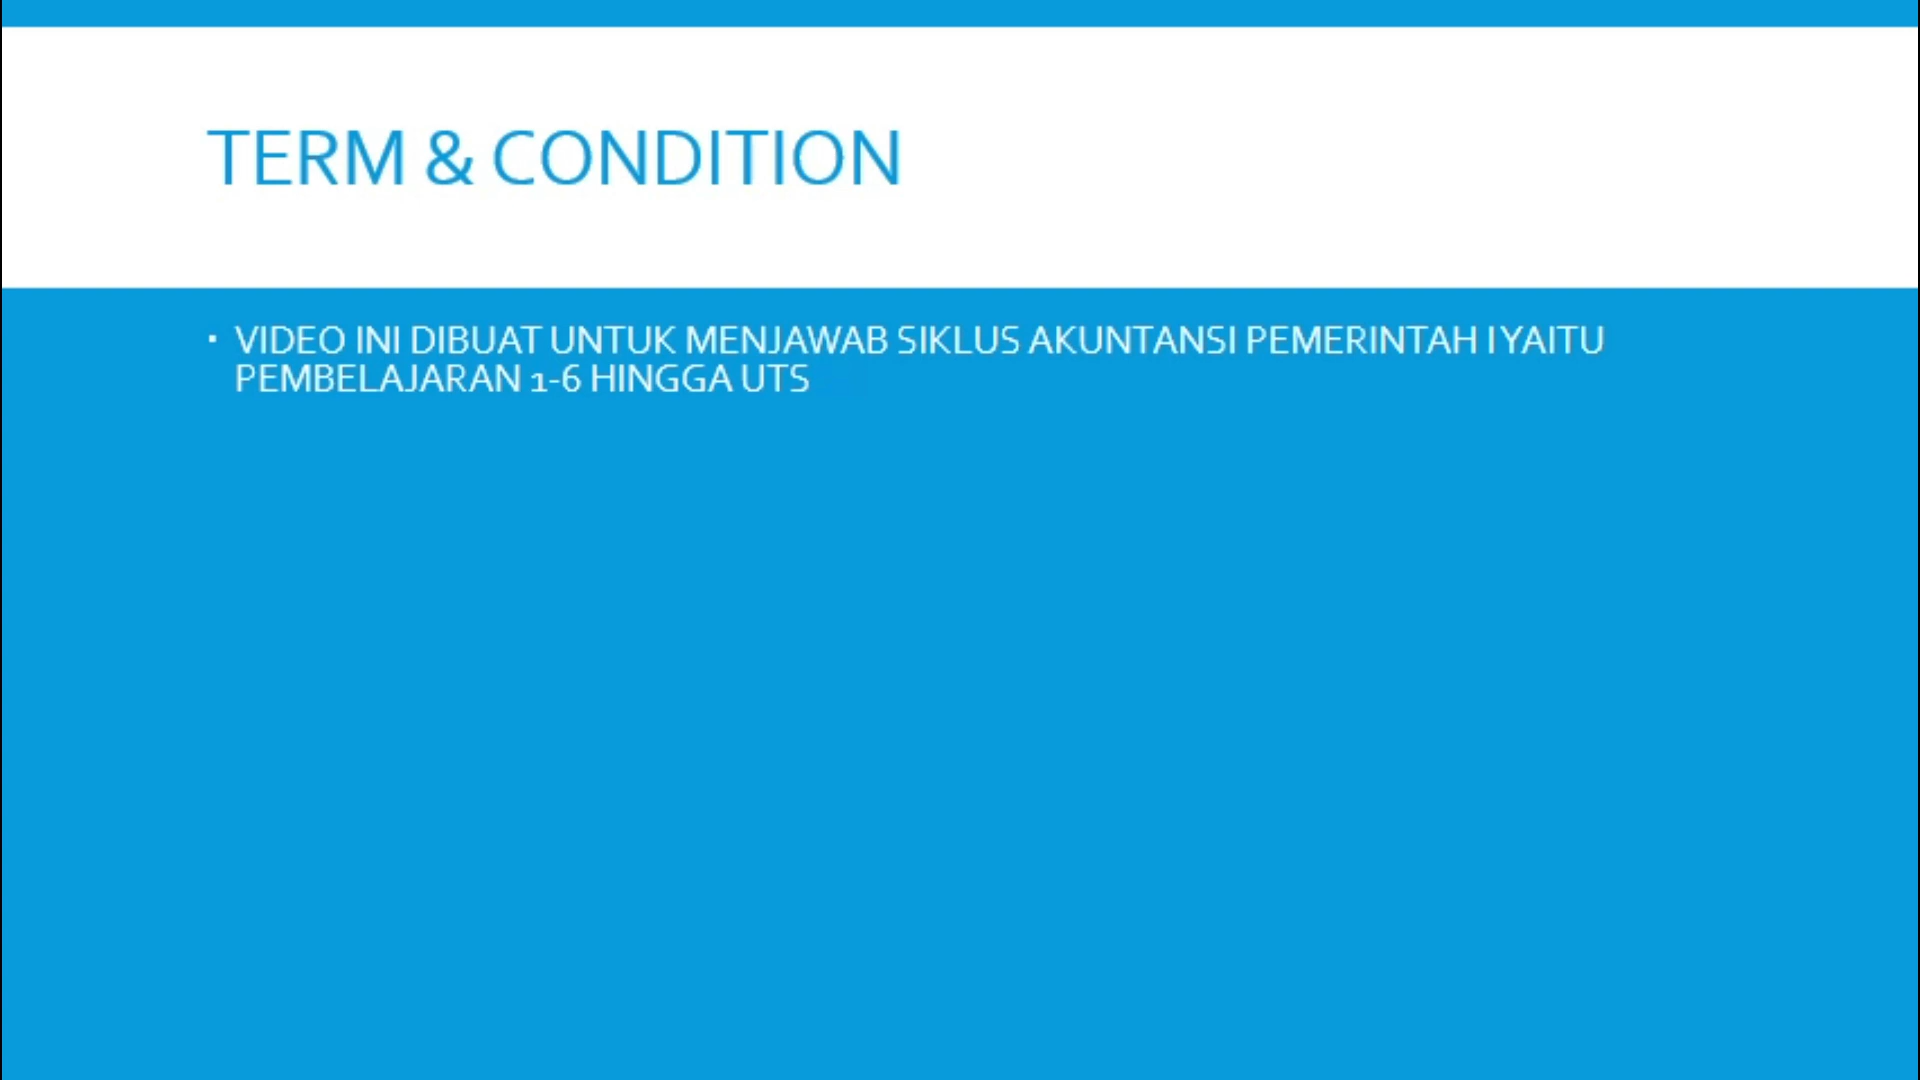 TERM & CONDITION
▪ VIDEO INI DIBUAT UNTUK MENJAWAB SIKLUS AKUNTANSI PEMERINTAH I YAITU
PEMBELAJARAN 1-6 HINGGA UTS